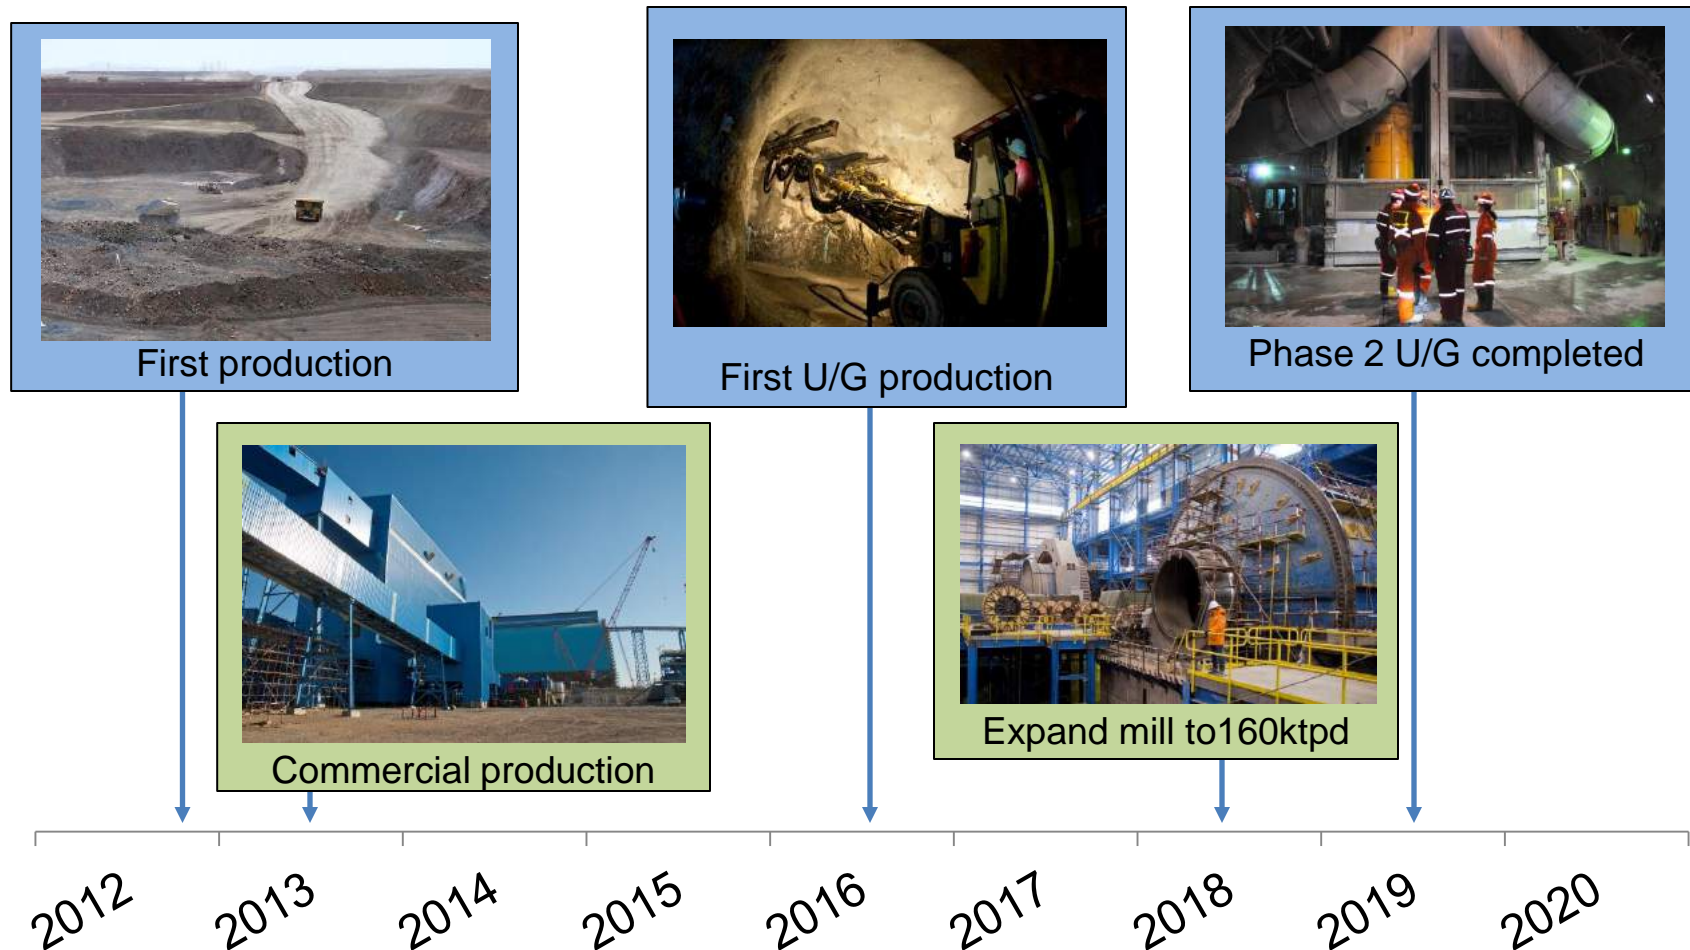 First production
First U/G production
Phase 2 U/G completed
Commercial production
Expand mill to160ktpd
2012
2013
2014
2015
2016
2017
2018
2019
2020